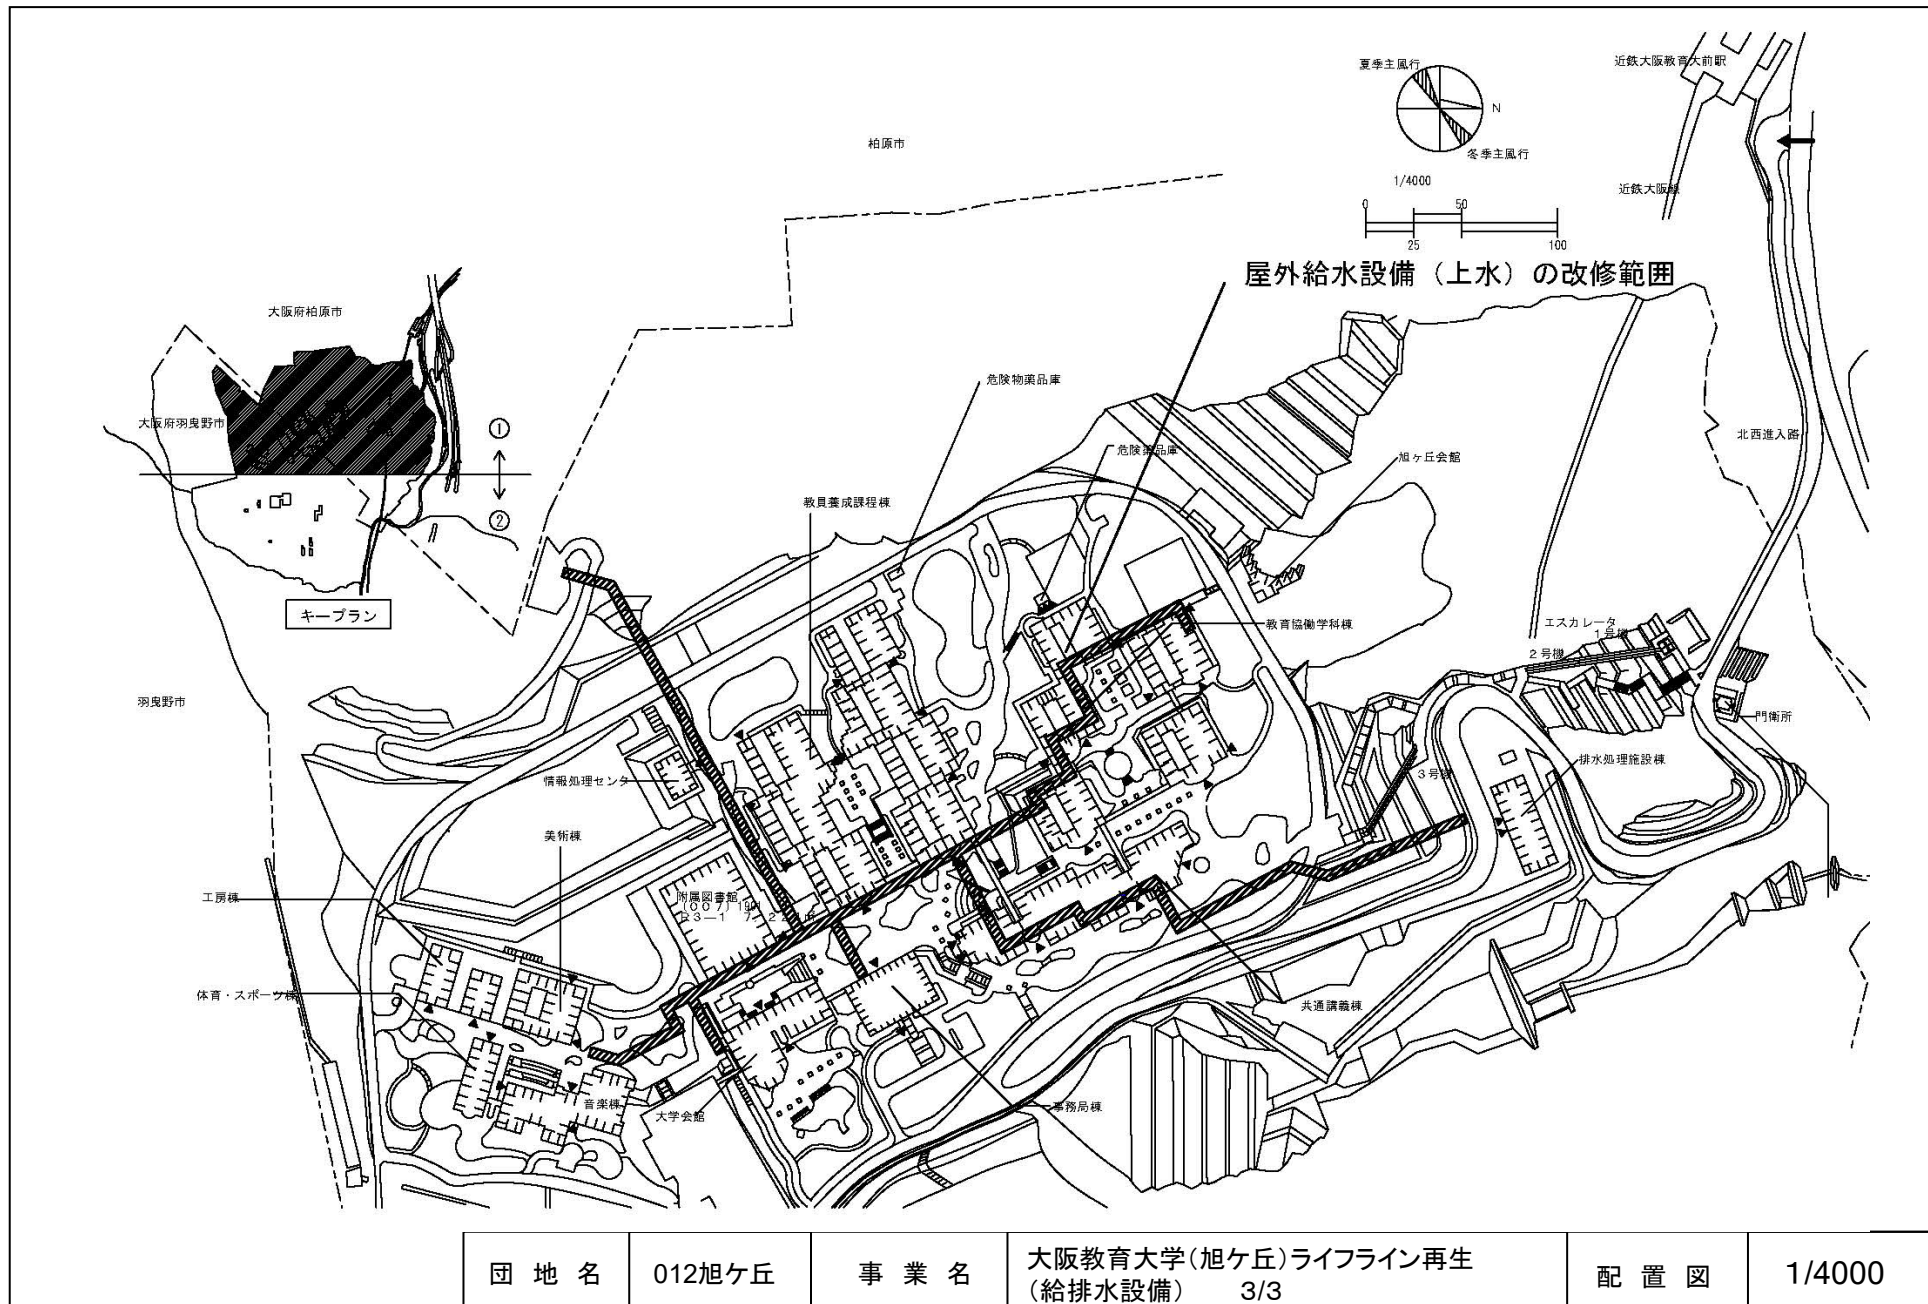 近鉄大阪教育大前駅
夏季主風行
N
冬季主風行
柏原市
1/4000
近鉄大阪線
0
50
25
100
屋外給水設備（上水）の改修範囲
大阪府柏原市
危険物薬品庫
大阪府羽曳野市
①
②
北西進入路
危険薬品庫
旭ヶ丘会館
教員養成課程棟
キープラン
教育協働学科棟
エスカレータ
1号機
2号機
羽曳野市
門衛所
情報処理センタ
3号機
排水処理施設棟
美術棟
工房棟
附属図書館
(007) 1901
R3—1
体育・スポーツ棟
共通講義棟
音楽棟
大学会館
事務局棟
団地名
012旭ケ丘
事業名
大阪教育大学（旭ケ丘）ライフライン再生
（給排水設備） 3/3
配置図
1/4000